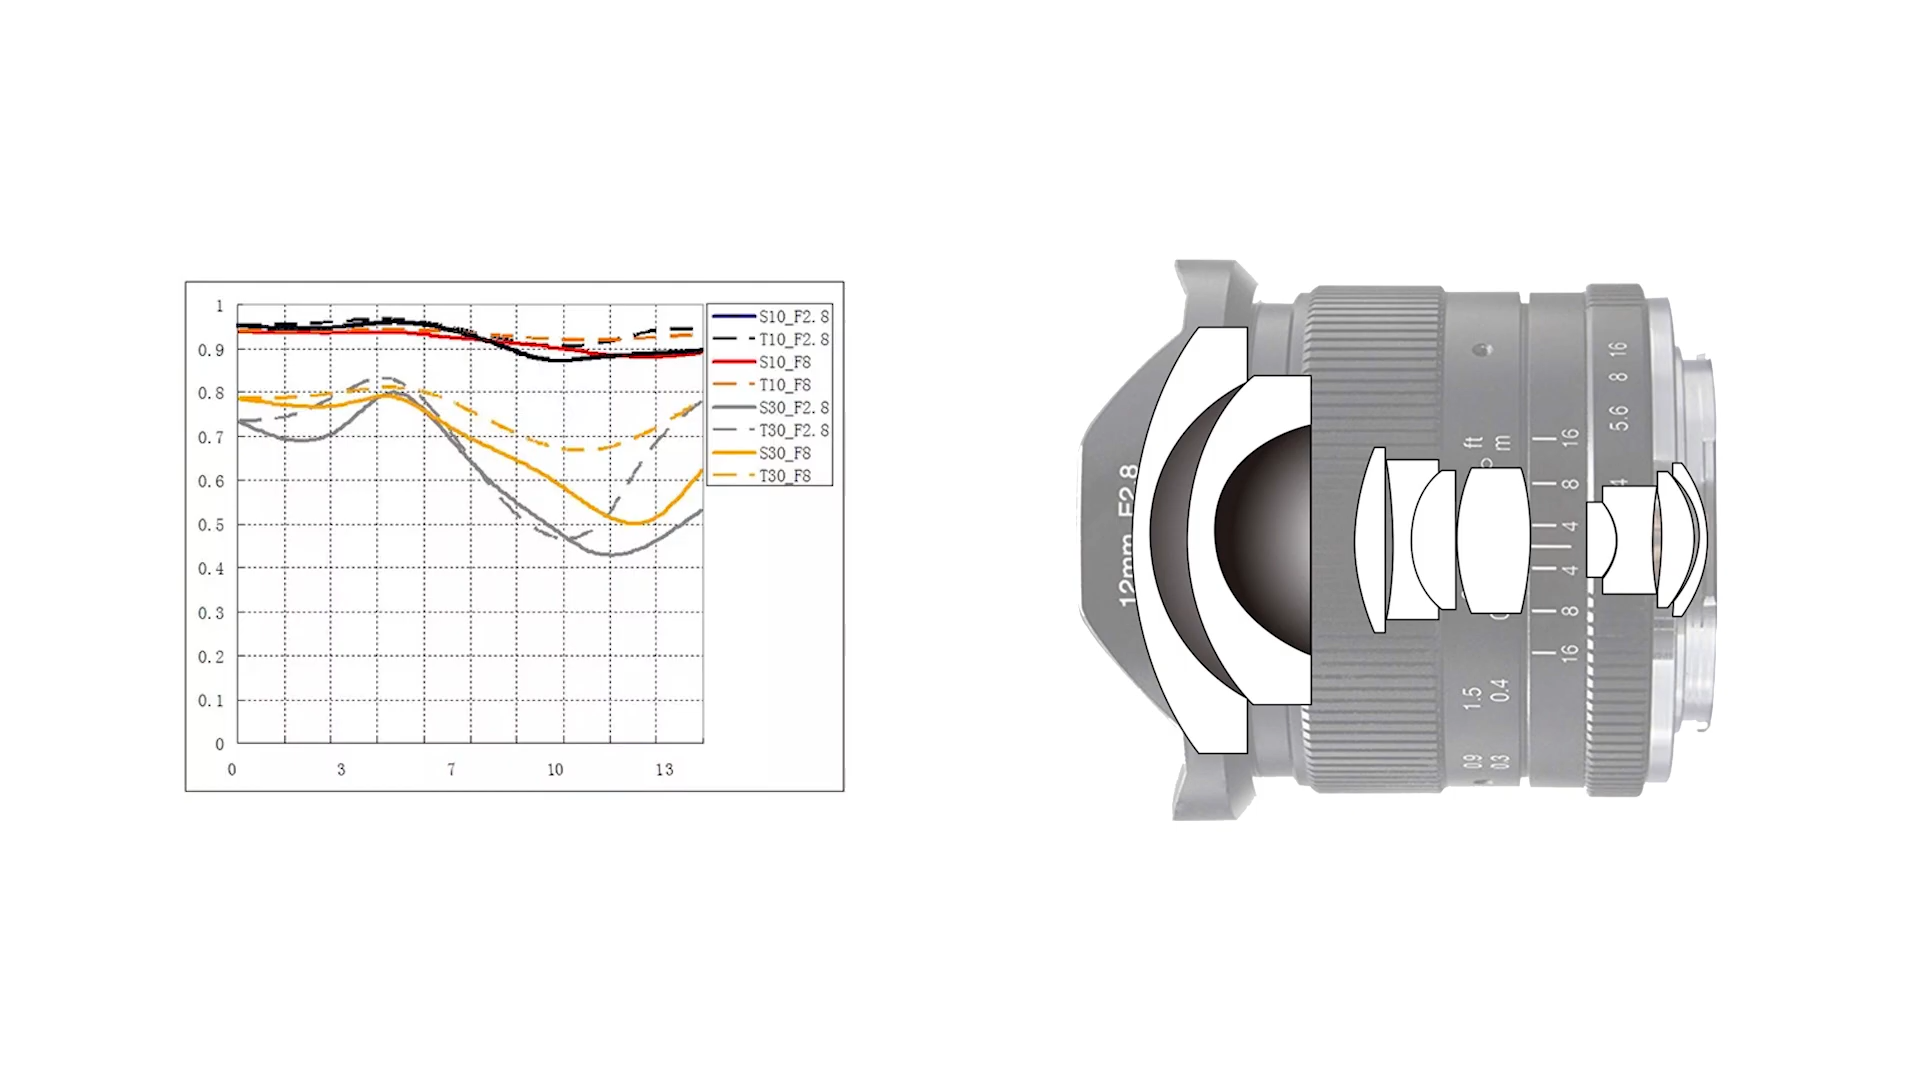 1
0.9
0.8
0.7
0.6
0.5
0.4
0.3
0.2
0.1
0
0 3 7 10 13
S10_F2.8
T10_F2.8
S10_F8
T10_F8
S30_F2.8
T30_F2.8
S30_F8
T30_F8
12mm F2.8
ft
m
1.5
0.4
0.9
0.3
16
8
4
4
8
16
16
8
5.6
4